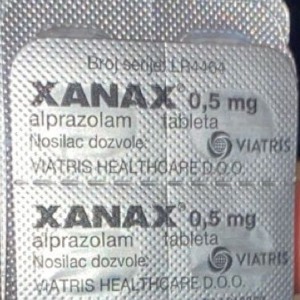 Broj serije: LR4464
XANAX® 0,5 mg
alprazolam tableta
Nosilac dozvole: VIATRIS
VIATRIS HEALTHCARE D.O.O.
XANAX® 0,5 mg
alprazolam tableta
Nosilac dozvole: VIATRIS
VIATRIS HEALTHCARE D.O.O.